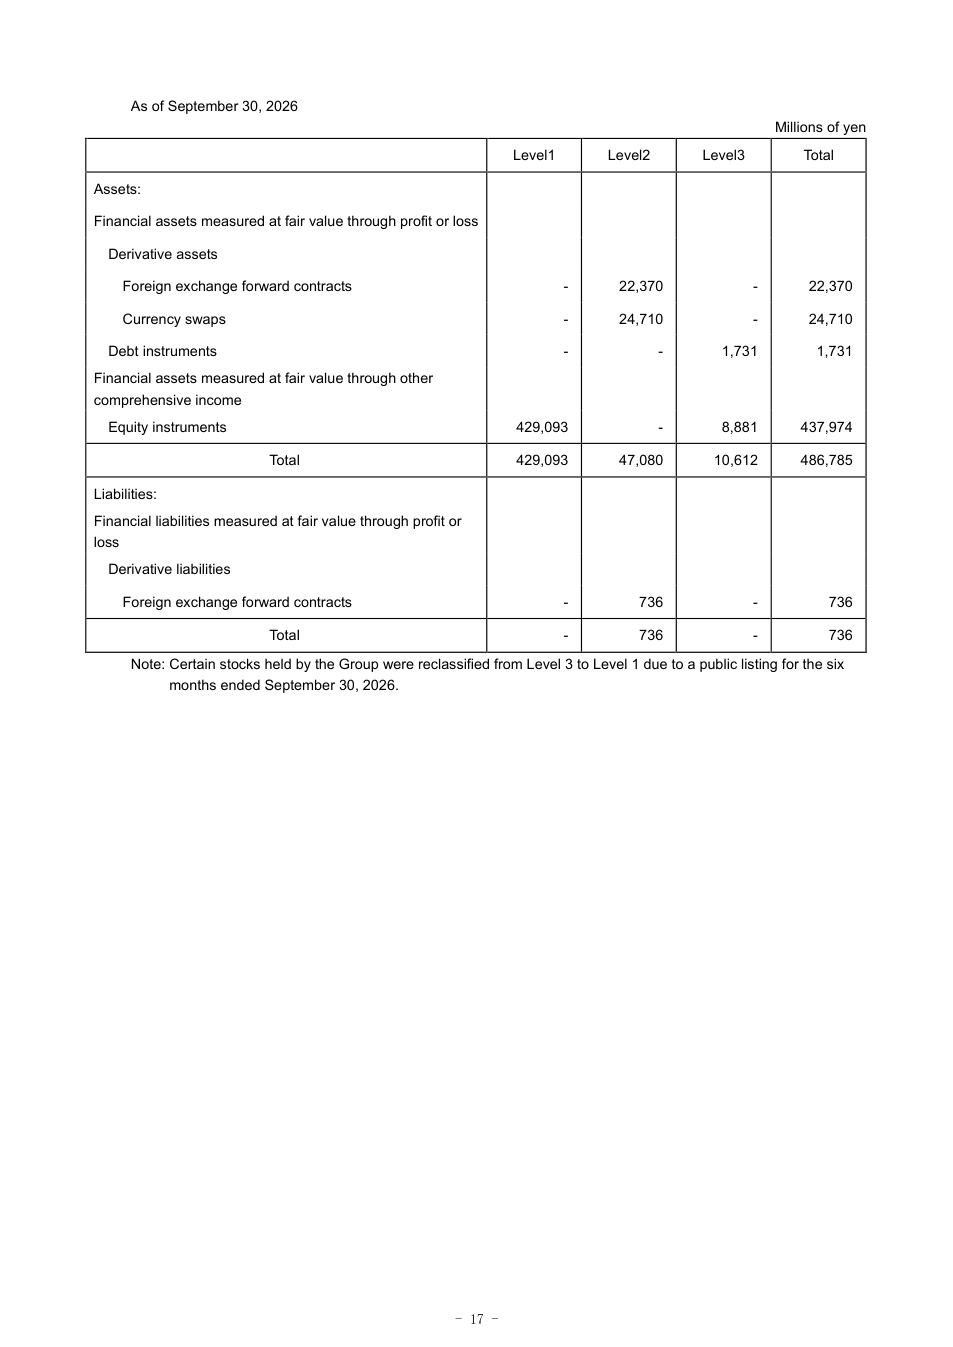 As of September 30, 2026
Millions of yen
Level1 Level2 Level3 Total
Assets:
Financial assets measured at fair value through profit or loss
Derivative assets
Foreign exchange forward contracts - 22,370 - 22,370
Currency swaps - 24,710 - 24,710
Debt instruments - - 1,731 1,731
Financial assets measured at fair value through other
comprehensive income
Equity instruments 429,093 - 8,881 437,974
Total 429,093 47,080 10,612 486,785
Liabilities:
Financial liabilities measured at fair value through profit or
loss
Derivative liabilities
Foreign exchange forward contracts - 736 - 736
Total - 736 - 736
Note: Certain stocks held by the Group were reclassified from Level 3 to Level 1 due to a public listing for the six
months ended September 30, 2026.
- 17 -